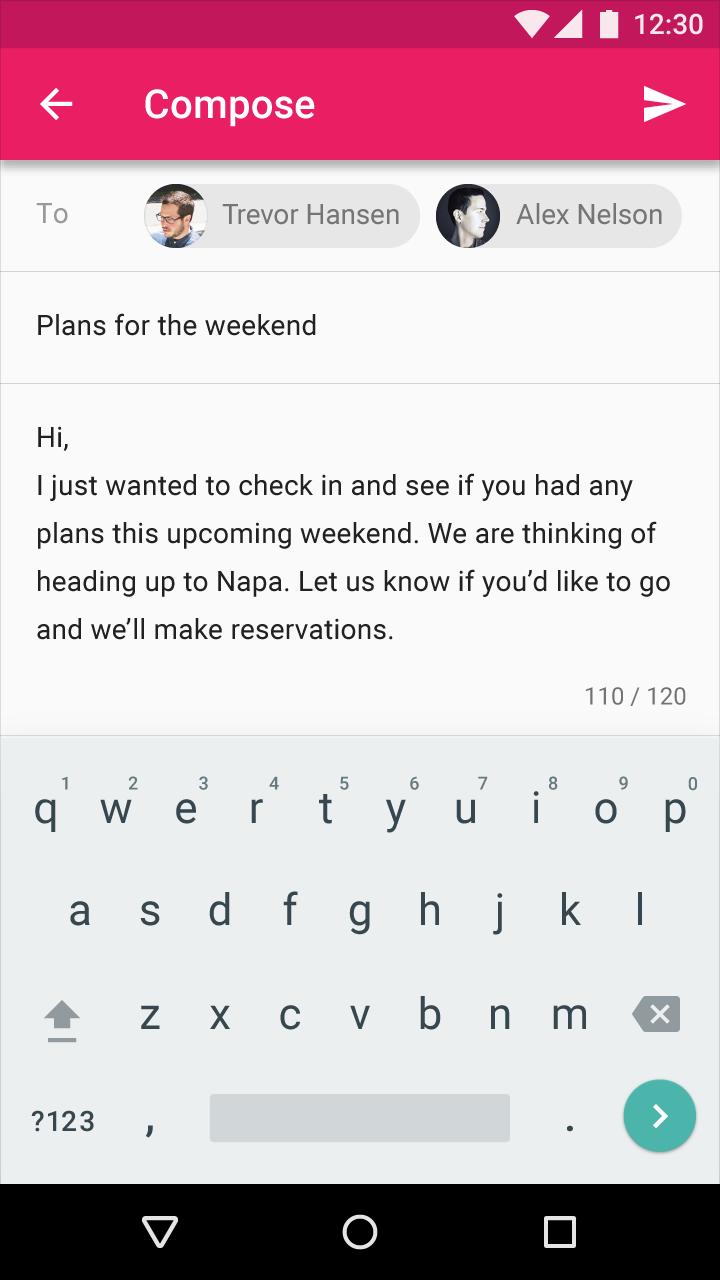 12:30
Compose
To Trevor Hansen Alex Nelson
Plans for the weekend
Hi,
I just wanted to check in and see if you had any
plans this upcoming weekend. We are thinking of
heading up to Napa. Let us know if you’d like to go
and we’ll make reservations.
110 / 120
1 2 3 4 5 6 7 8 9 0
q w e r t y u i o p
a s d f g h j k l
z x c v b n m
?123 , .